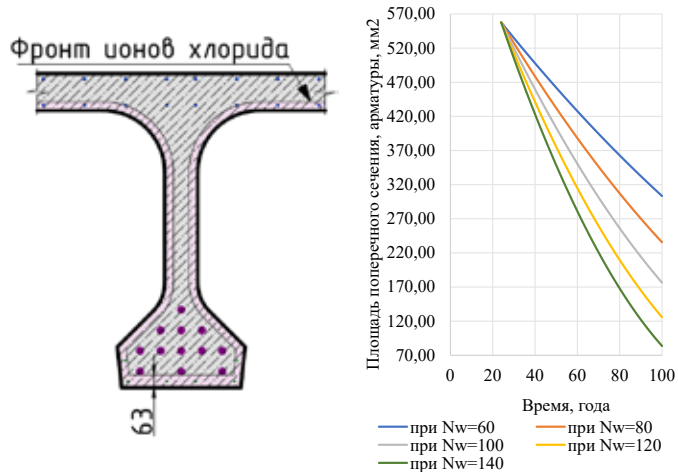 Фронт ионов хлорида
63
Площадь поперечного сечения, арматуры, мм2
570,00
520,00
470,00
420,00
370,00
320,00
270,00
220,00
170,00
120,00
70,00
0 20 40 60 80 100
Время, года
при Nw=60 при Nw=80
при Nw=100 при Nw=120
при Nw=140